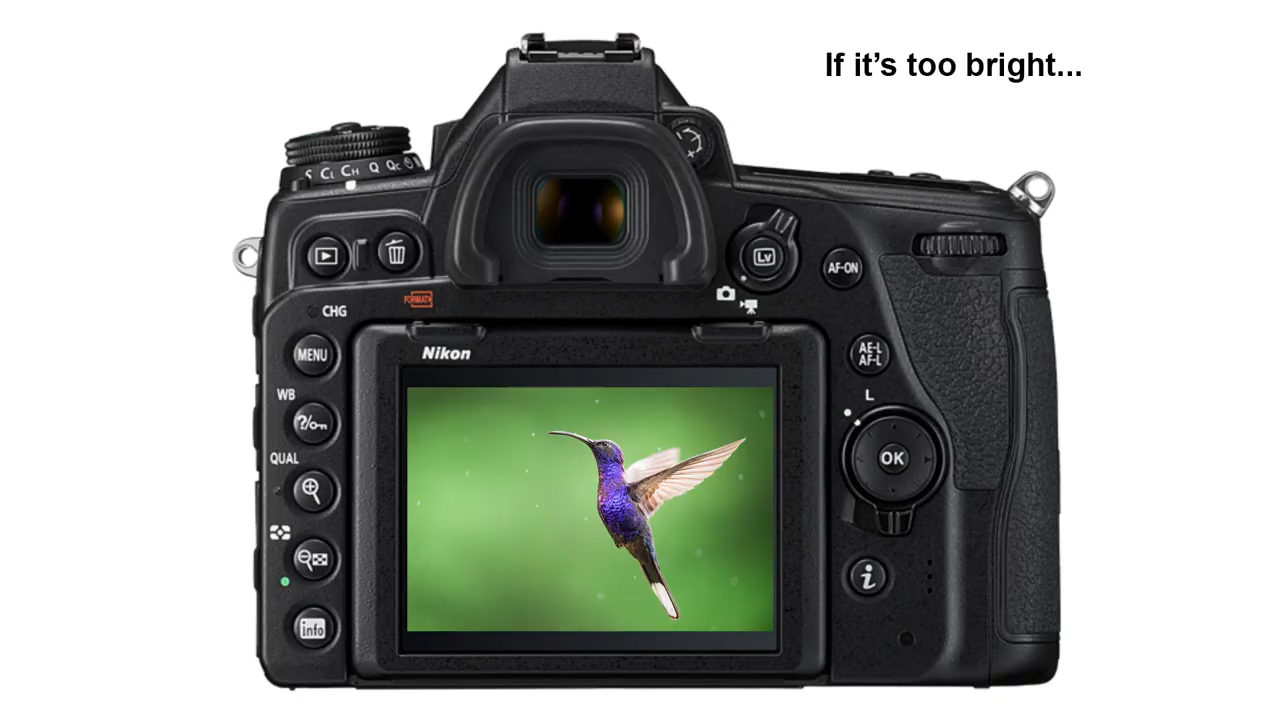 If it’s too bright...
S CL CH Q Qc
Lv
AF-ON
FORMAT
CHG
Nikon
MENU
AE-L
AF-L
WB
L
?/
OK
QUAL
i
info